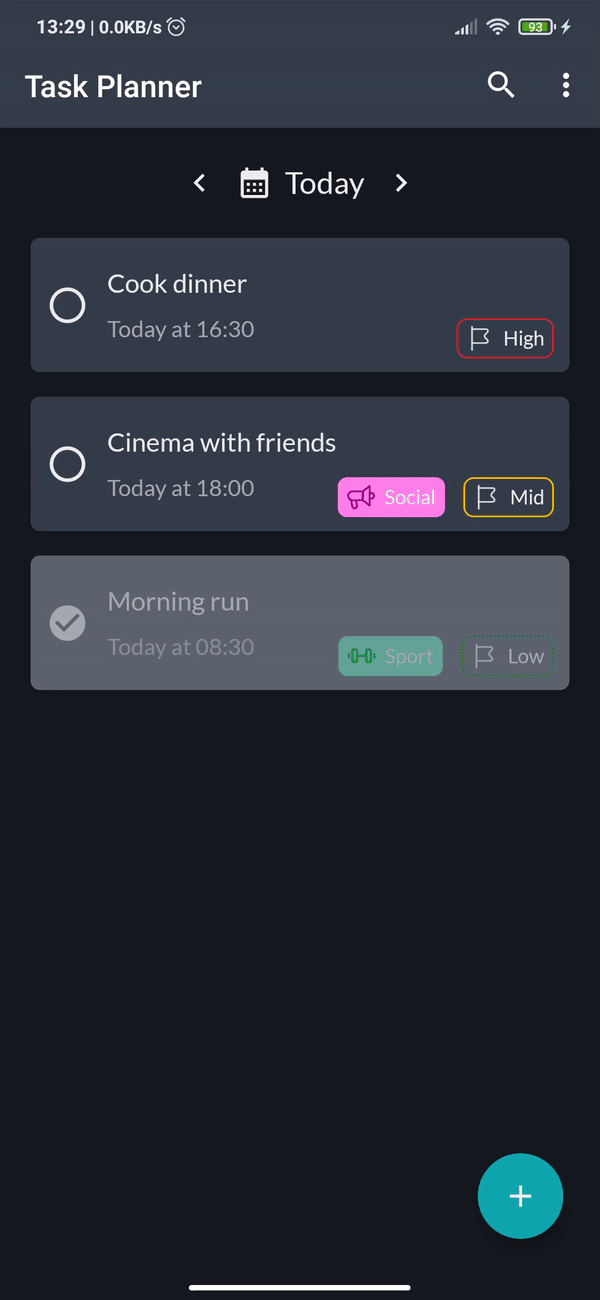 13:29 | 0.0KB/s 93
Task Planner
Today
Cook dinner
Today at 16:30
High
Cinema with friends
Today at 18:00
Social Mid
Morning run
Today at 08:30
Sport Low